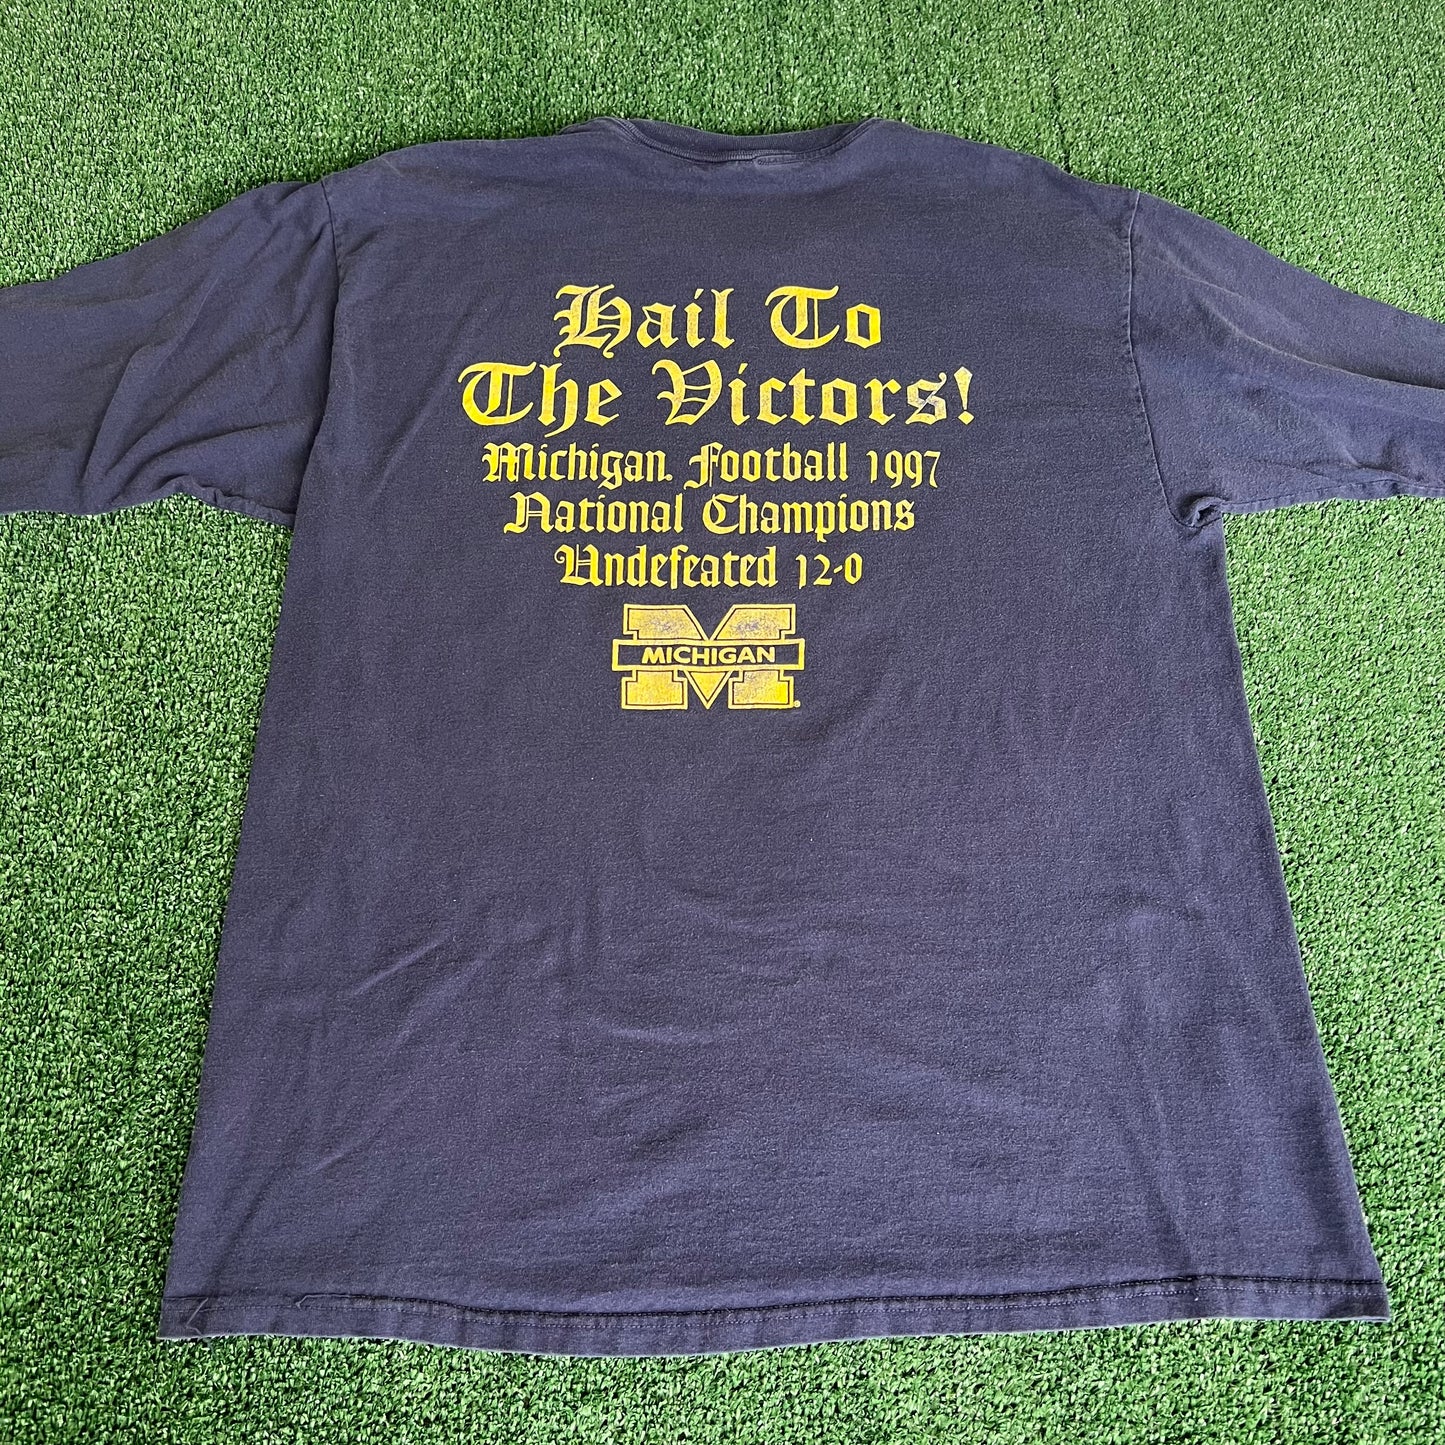 Hail To
The Victors!
Michigan. Football 1997
National Champions
Undefeated 12-0
MICHIGAN
®